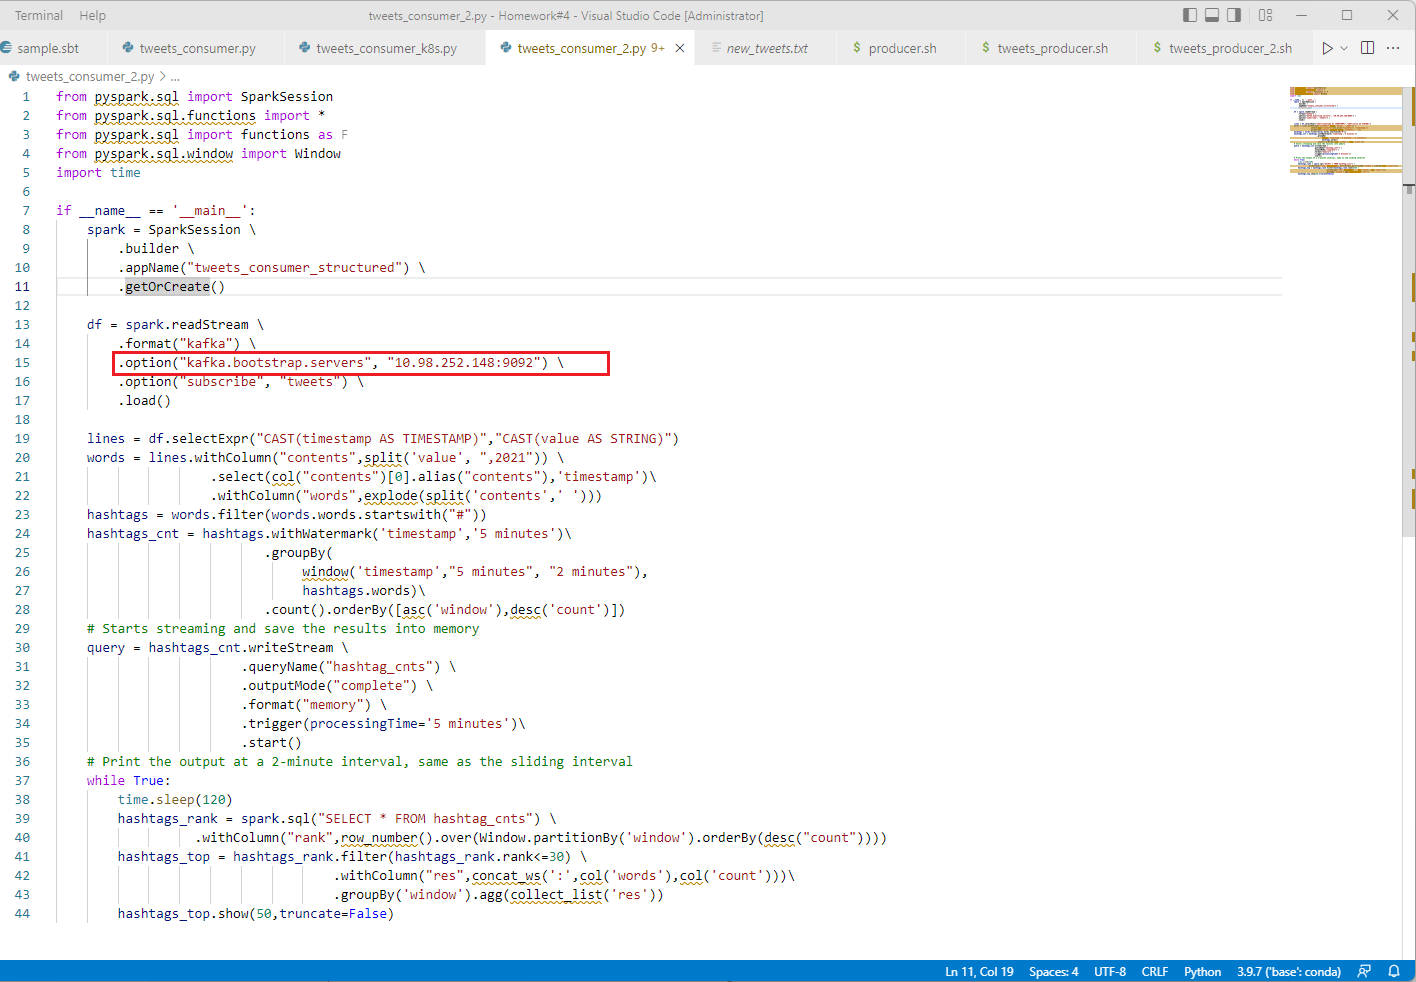 Terminal Help tweets_consumer_2.py - Homework#4 - Visual Studio Code [Administrator]
sample.sbt tweets_consumer.py tweets_consumer_k8s.py tweets_consumer_2.py 9+ new_tweets.txt producer.sh tweets_producer.sh tweets_producer_2.sh
tweets_consumer_2.py > ...
1 from pyspark.sql import SparkSession
2 from pyspark.sql.functions import *
3 from pyspark.sql import functions as F
4 from pyspark.sql.window import Window
5 import time
6
7 if __name__ == '__main__':
8 spark = SparkSession \
9 .builder \
10 .appName("tweets_consumer_structured") \
11 .getOrCreate()
12
13 df = spark.readStream \
14 .format("kafka") \
15 .option("kafka.bootstrap.servers", "10.98.252.148:9092") \
16 .option("subscribe", "tweets") \
17 .load()
18
19 lines = df.selectExpr("CAST(timestamp AS TIMESTAMP)","CAST(value AS STRING)")
20 words = lines.withColumn("contents",split('value', ",2021")) \
21 .select(col("contents")[0].alias("contents"),'timestamp')\
22 .withColumn("words",explode(split('contents',' ')))
23 hashtags = words.filter(words.words.startswith("#"))
24 hashtags_cnt = hashtags.withWatermark('timestamp','5 minutes')\
25 .groupBy(
26 window('timestamp',"5 minutes", "2 minutes"),
27 hashtags.words)\
28 .count().orderBy([asc('window'),desc('count')])
29 # Starts streaming and save the results into memory
30 query = hashtags_cnt.writeStream \
31 .queryName("hashtag_cnts") \
32 .outputMode("complete") \
33 .format("memory") \
34 .trigger(processingTime='5 minutes')\
35 .start()
36 # Print the output at a 2-minute interval, same as the sliding interval
37 while True:
38 time.sleep(120)
39 hashtags_rank = spark.sql("SELECT * FROM hashtag_cnts") \
40 .withColumn("rank",row_number().over(Window.partitionBy('window').orderBy(desc("count"))))
41 hashtags_top = hashtags_rank.filter(hashtags_rank.rank<=30) \
42 .withColumn("res",concat_ws(':',col('words'),col('count')))\
43 .groupBy('window').agg(collect_list('res'))
44 hashtags_top.show(50,truncate=False)
Ln 11, Col 19 Spaces: 4 UTF-8 CRLF Python 3.9.7 ('base': conda)